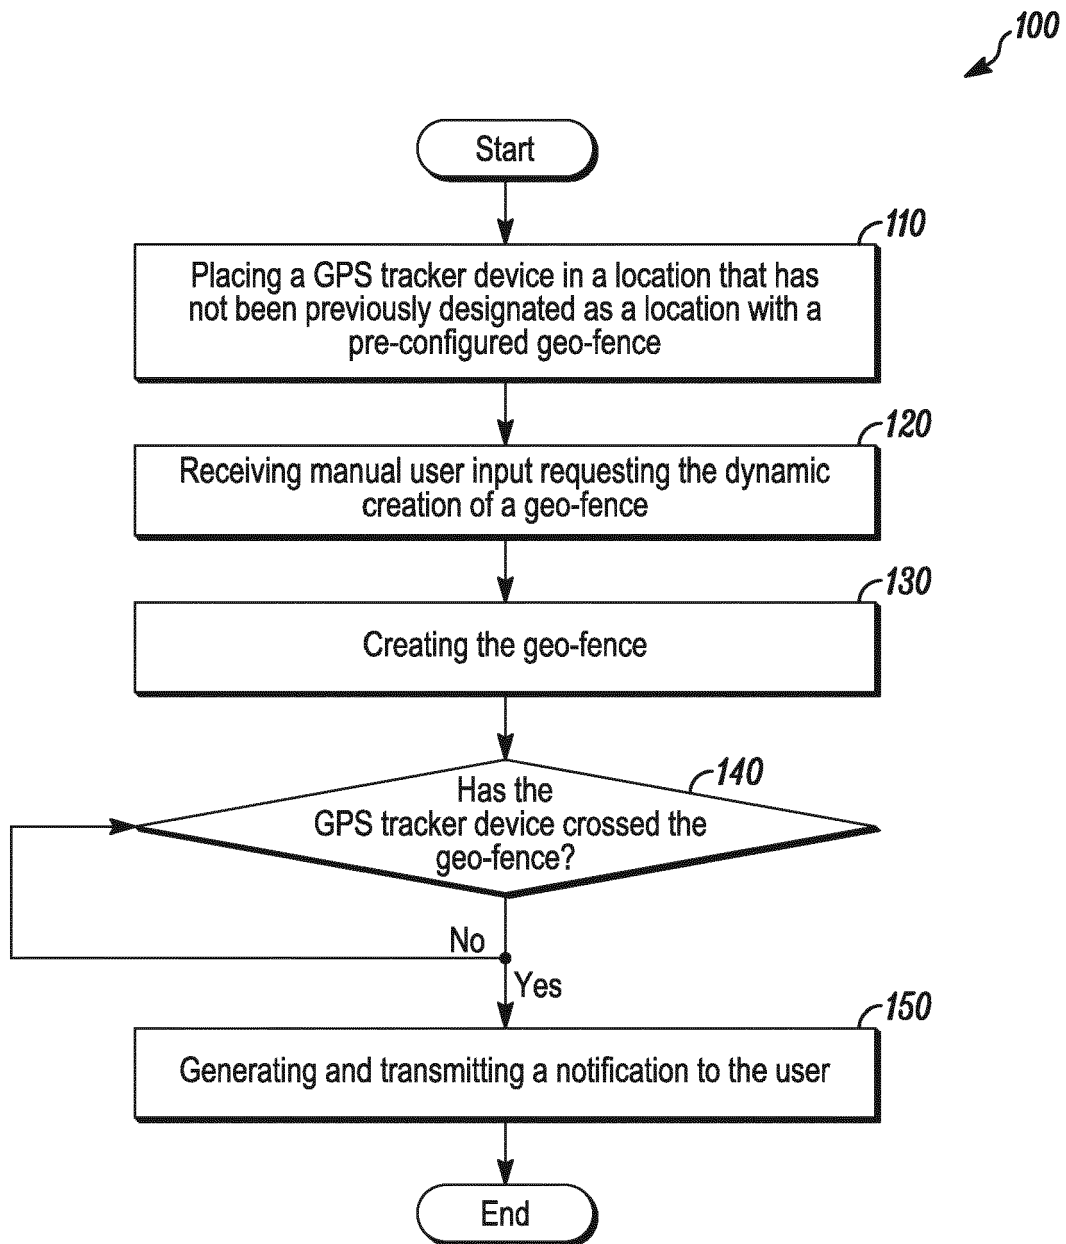 100
Start
110
Placing a GPS tracker device in a location that has
not been previously designated as a location with a
pre-configured geo-fence
120
Receiving manual user input requesting the dynamic
creation of a geo-fence
130
Creating the geo-fence
140
Has the
GPS tracker device crossed the
geo-fence?
No
Yes
150
Generating and transmitting a notification to the user
End